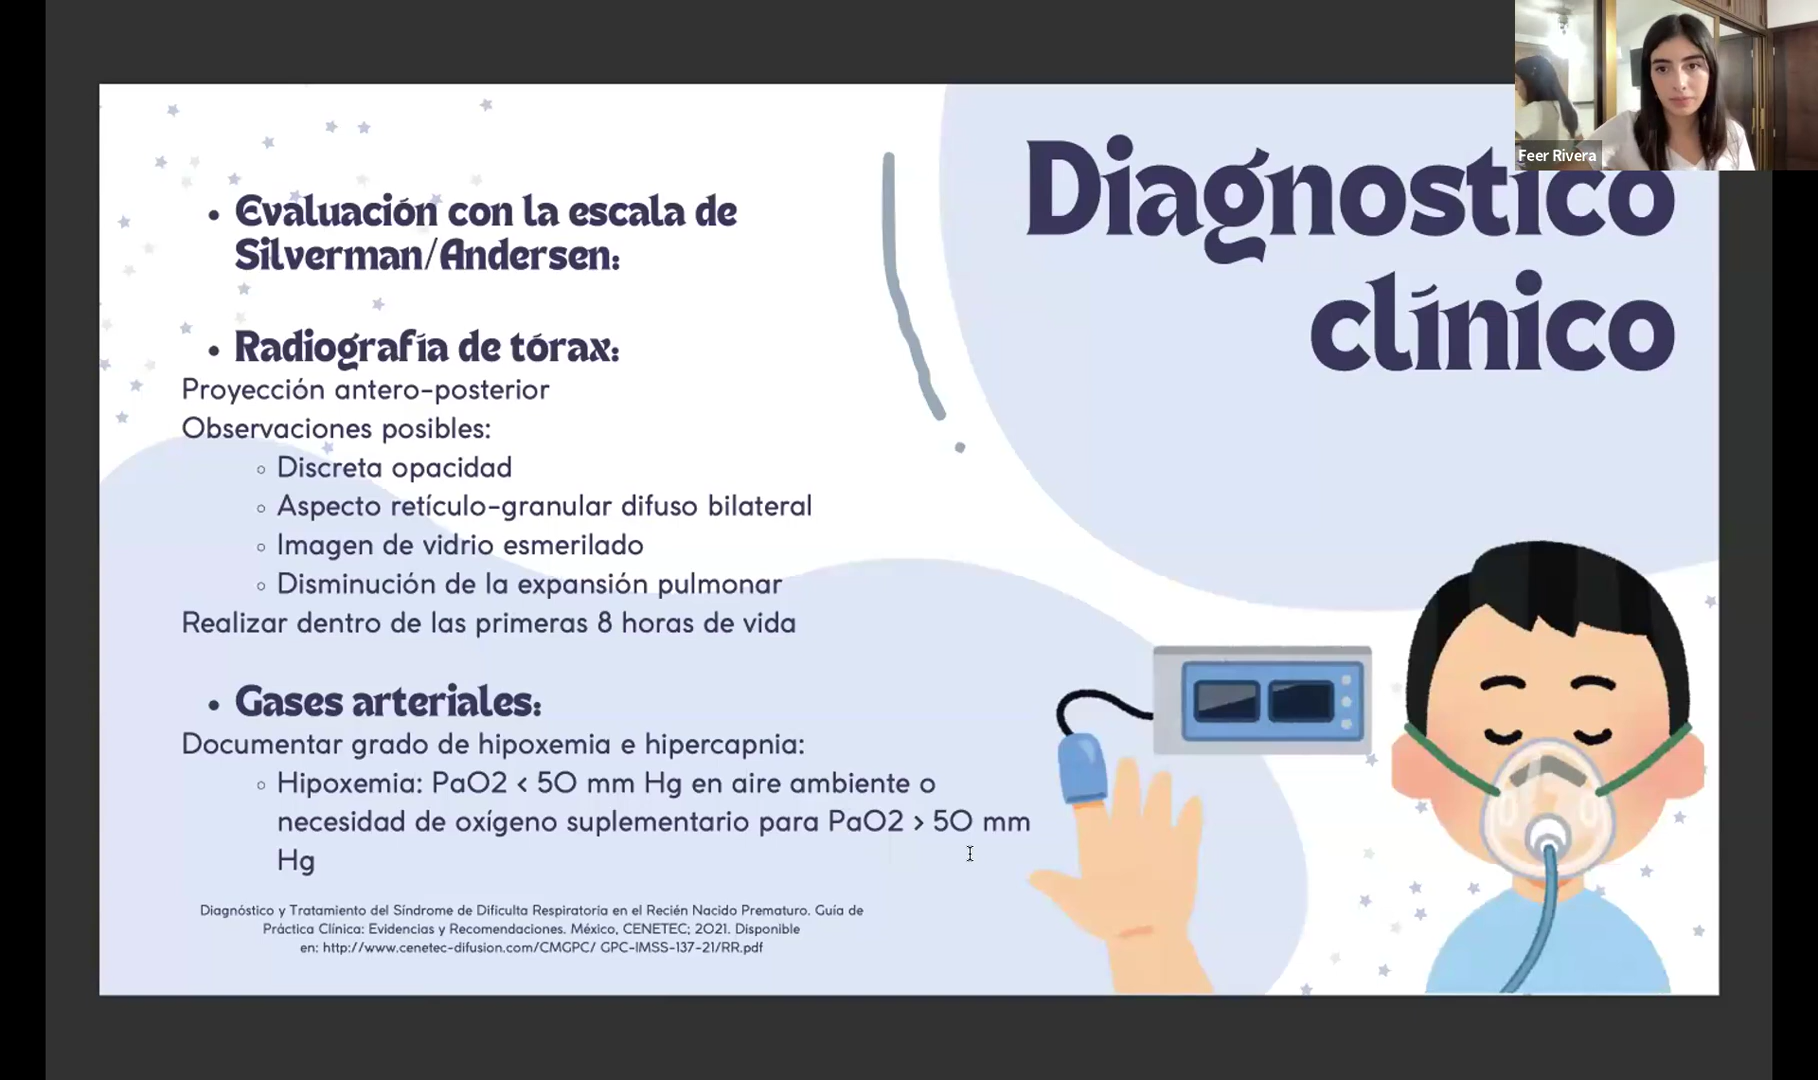 Feer Rivera
Diagnostico
clínico
• Evaluación con la escala de
Silverman/Andersen:
• Radiografía de tórax:
Proyección antero-posterior
Observaciones posibles:
◦ Discreta opacidad
◦ Aspecto retículo-granular difuso bilateral
◦ Imagen de vidrio esmerilado
◦ Disminución de la expansión pulmonar
Realizar dentro de las primeras 8 horas de vida
• Gases arteriales:
Documentar grado de hipoxemia e hipercapnia:
◦ Hipoxemia: PaO2 < 50 mm Hg en aire ambiente o
necesidad de oxígeno suplementario para PaO2 > 50 mm
Hg
Diagnóstico y Tratamiento del Síndrome de Dificulta Respiratoria en el Recién Nacido Prematuro. Guía de
Práctica Clínica: Evidencias y Recomendaciones. México, CENETEC; 2021. Disponible
en: http://www.cenetec-difusion.com/CMGPC/ GPC-IMSS-137-21/RR.pdf